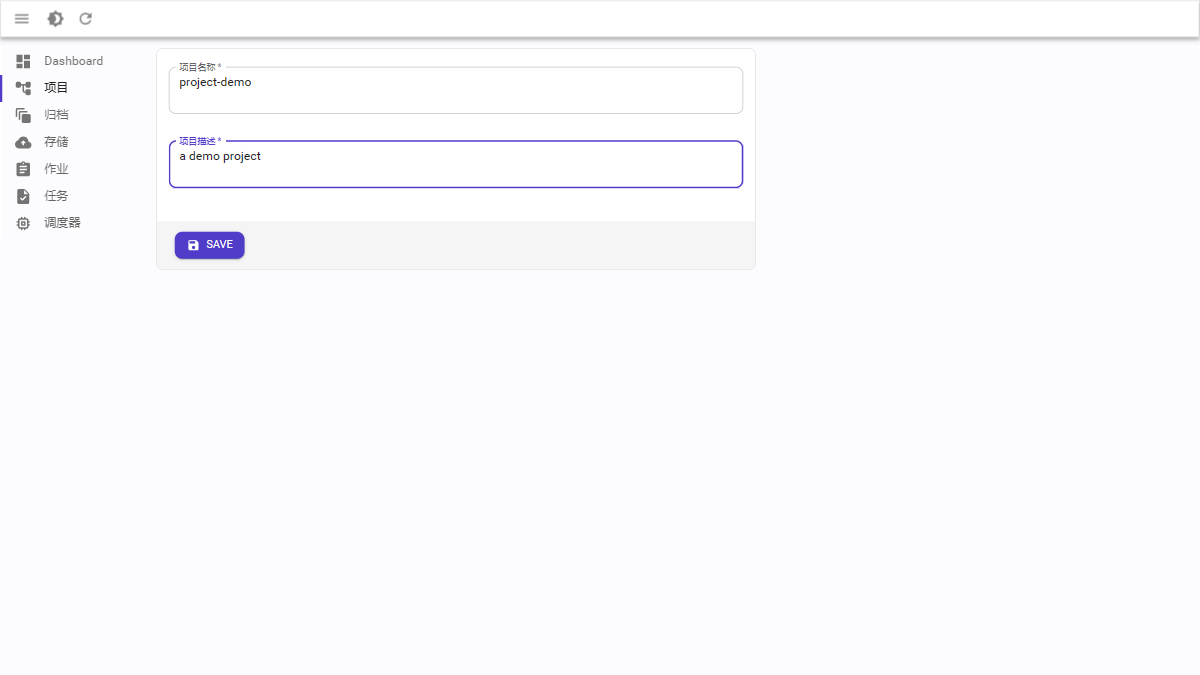 Dashboard
项目
归档
存储
作业
任务
调度器
项目名称 *
project-demo
项目描述 *
a demo project
SAVE